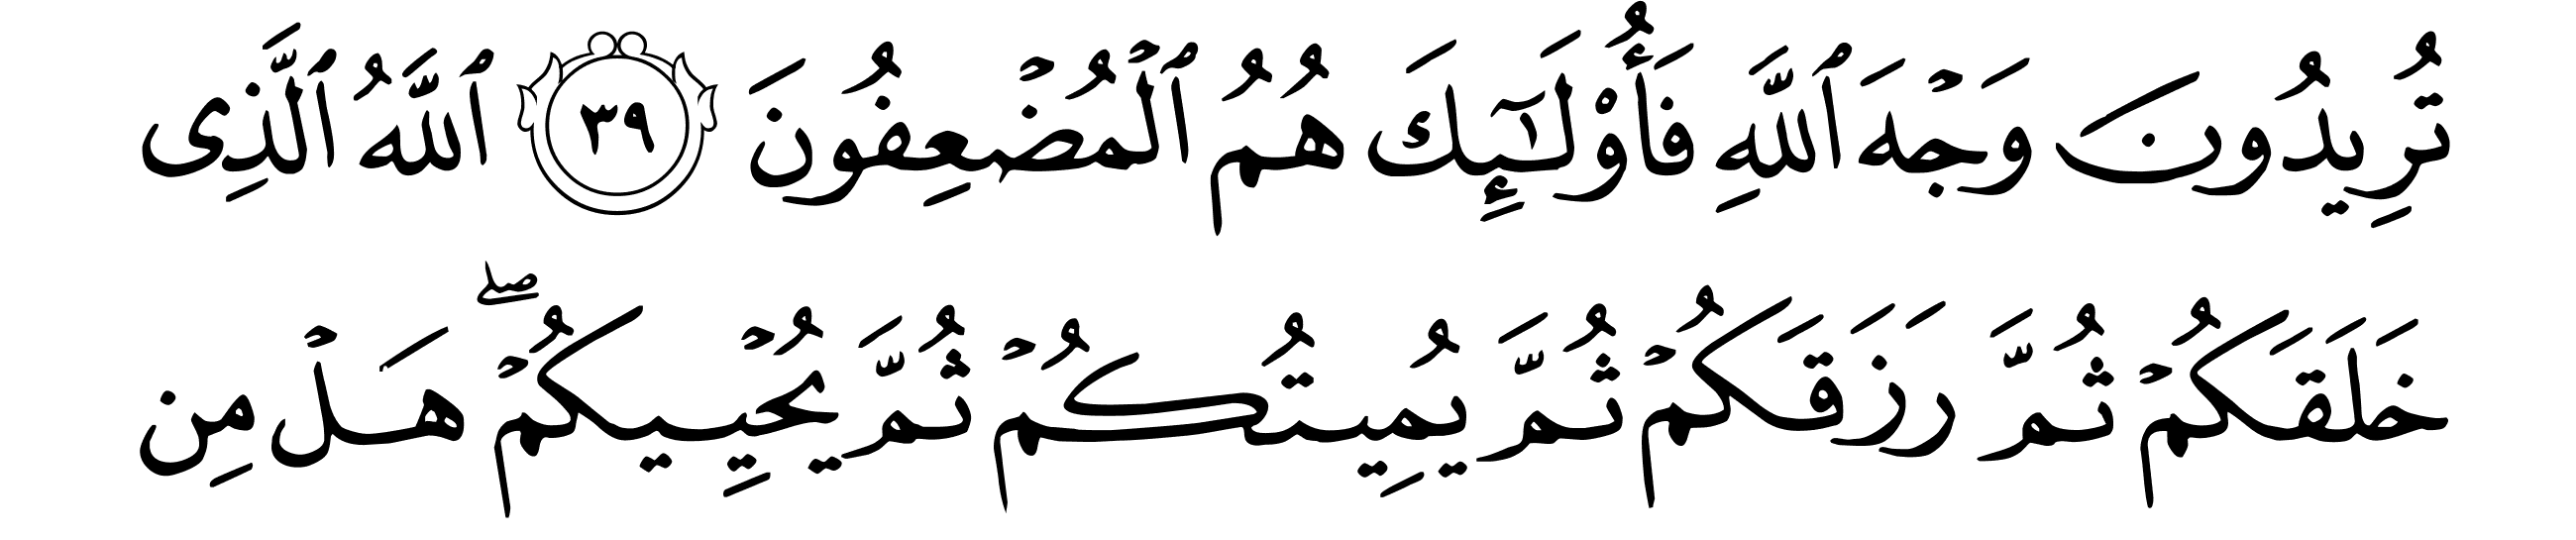 تُرِيدُونَ وَجْهَ ٱللَّهِ فَأُو۟لَـٰٓئِكَ هُمُ ٱلْمُضْعِفُونَ ٣٩ ٱللَّهُ ٱلَّذِى
خَلَقَكُمْ ثُمَّ رَزَقَكُمْ ثُمَّ يُمِيتُكُمْ ثُمَّ يُحْيِيكُمْ ۖ هَلْ مِن